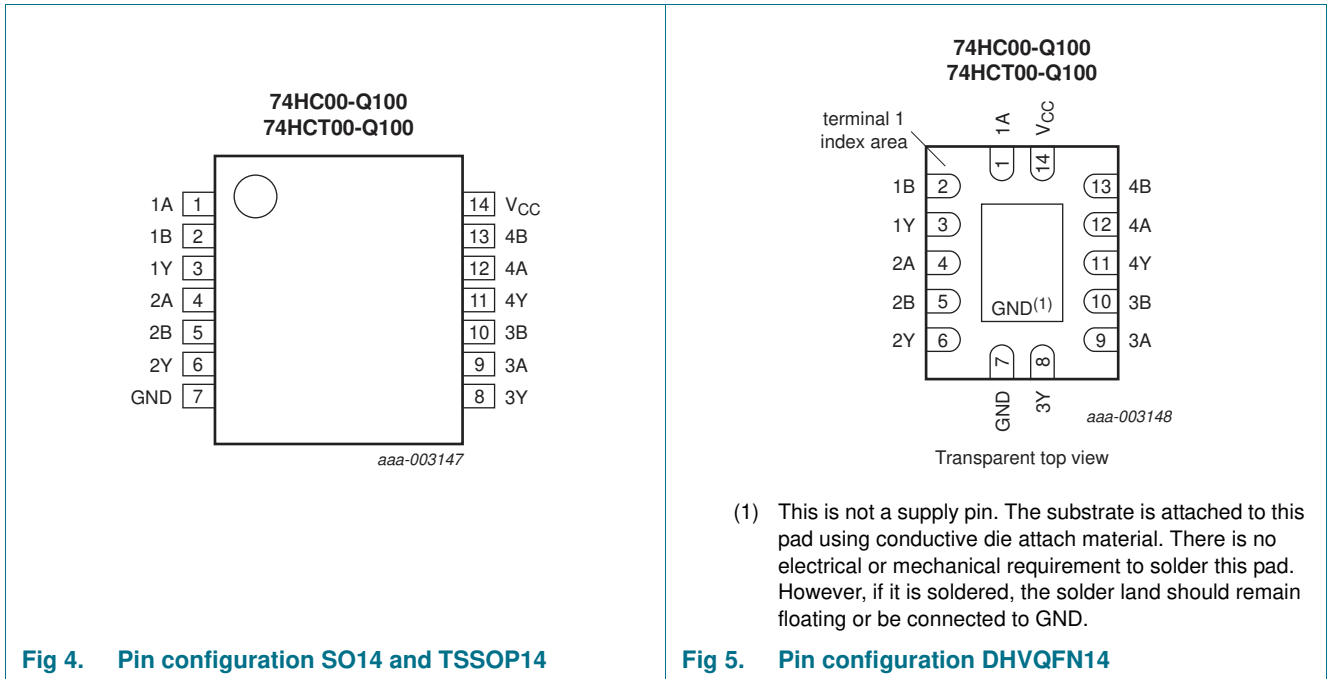 74HC00-Q100
74HCT00-Q100
1A 1
1B 2
1Y 3
2A 4
2B 5
2Y 6
GND 7
14 VCC
13 4B
12 4A
11 4Y
10 3B
9 3A
8 3Y
aaa-003147
Fig 4. Pin configuration SO14 and TSSOP14
74HC00-Q100
74HCT00-Q100
terminal 1
index area
1A VCC
1 14
1B 2
1Y 3
2A 4
2B 5
2Y 6
13 4B
12 4A
11 4Y
10 3B
9 3A
GND(1)
7 8
GND 3Y
aaa-003148
Transparent top view
(1) This is not a supply pin. The substrate is attached to this
pad using conductive die attach material. There is no
electrical or mechanical requirement to solder this pad.
However, if it is soldered, the solder land should remain
floating or be connected to GND.
Fig 5. Pin configuration DHVQFN14